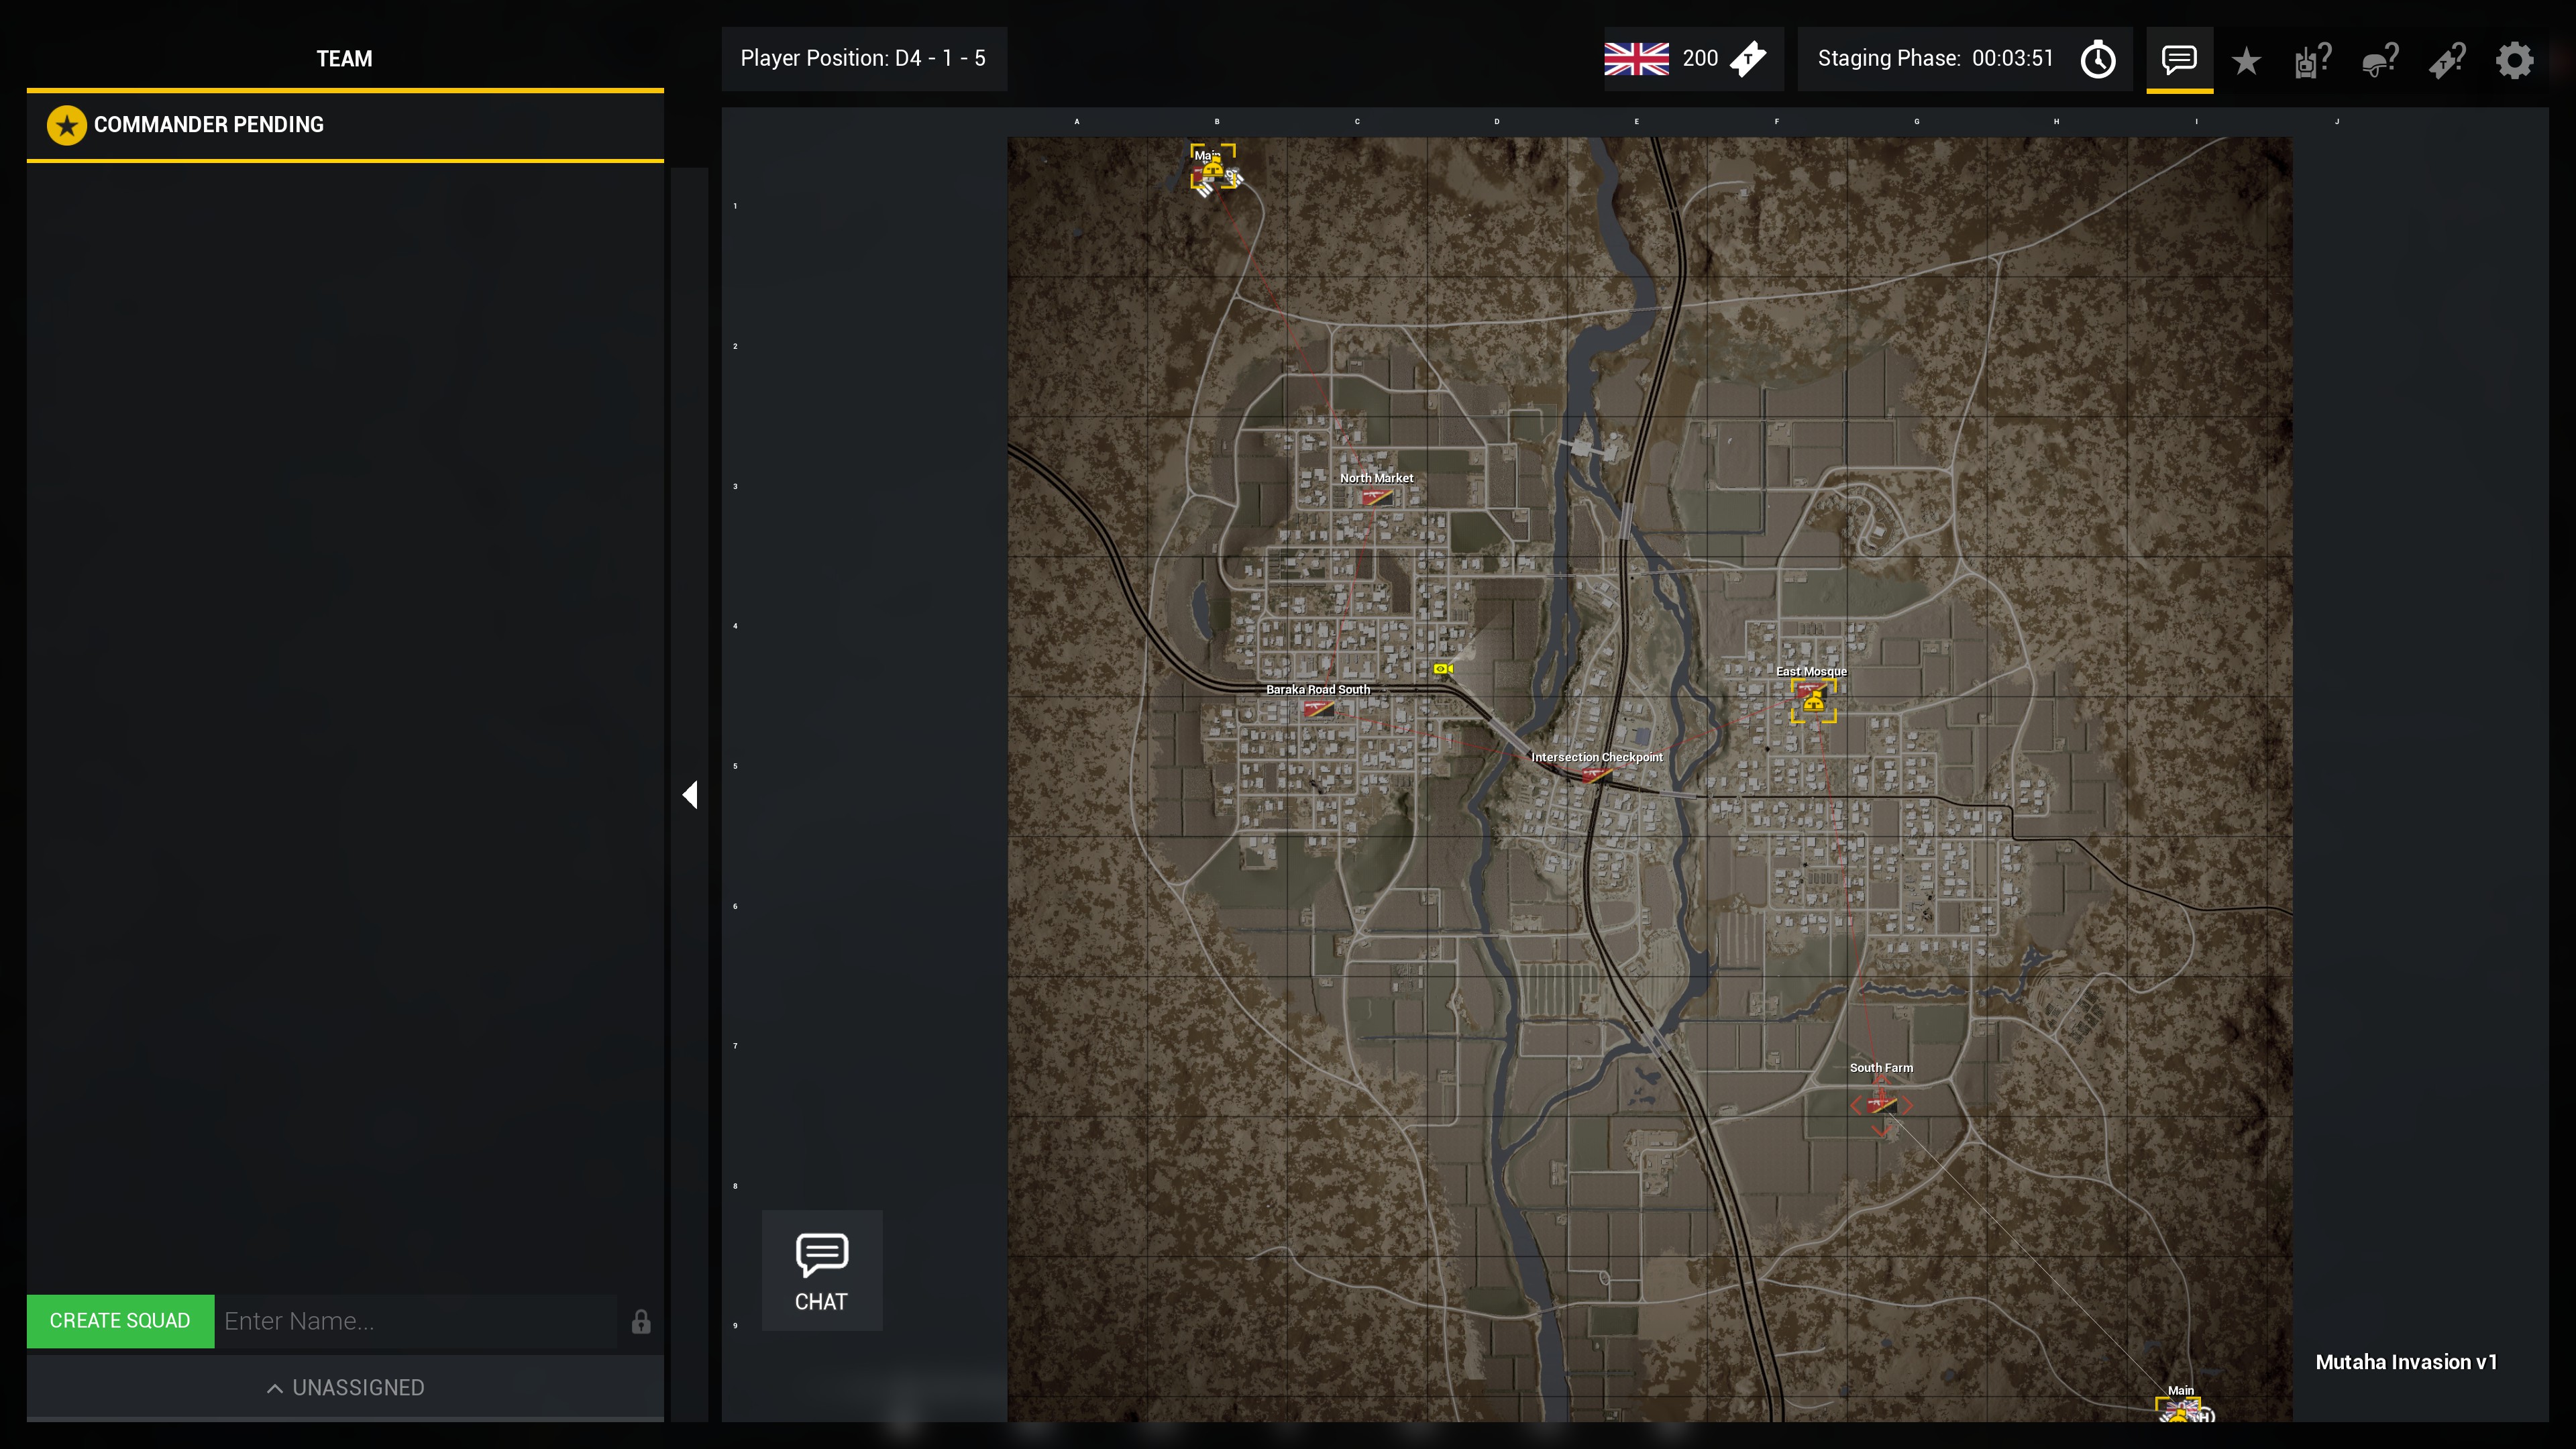 TEAM
Player Position: D4 - 1 - 5
200
T
Staging Phase: 00:03:51
COMMANDER PENDING
A B C D E F G H I J
Main
1
2
North Market
3
4
East Mosque
Baraka Road South
Intersection Checkpoint
5
6
7
South Farm
8
CHAT
9
CREATE SQUAD
Enter Name...
UNASSIGNED
Mutaha Invasion v1
Main
H